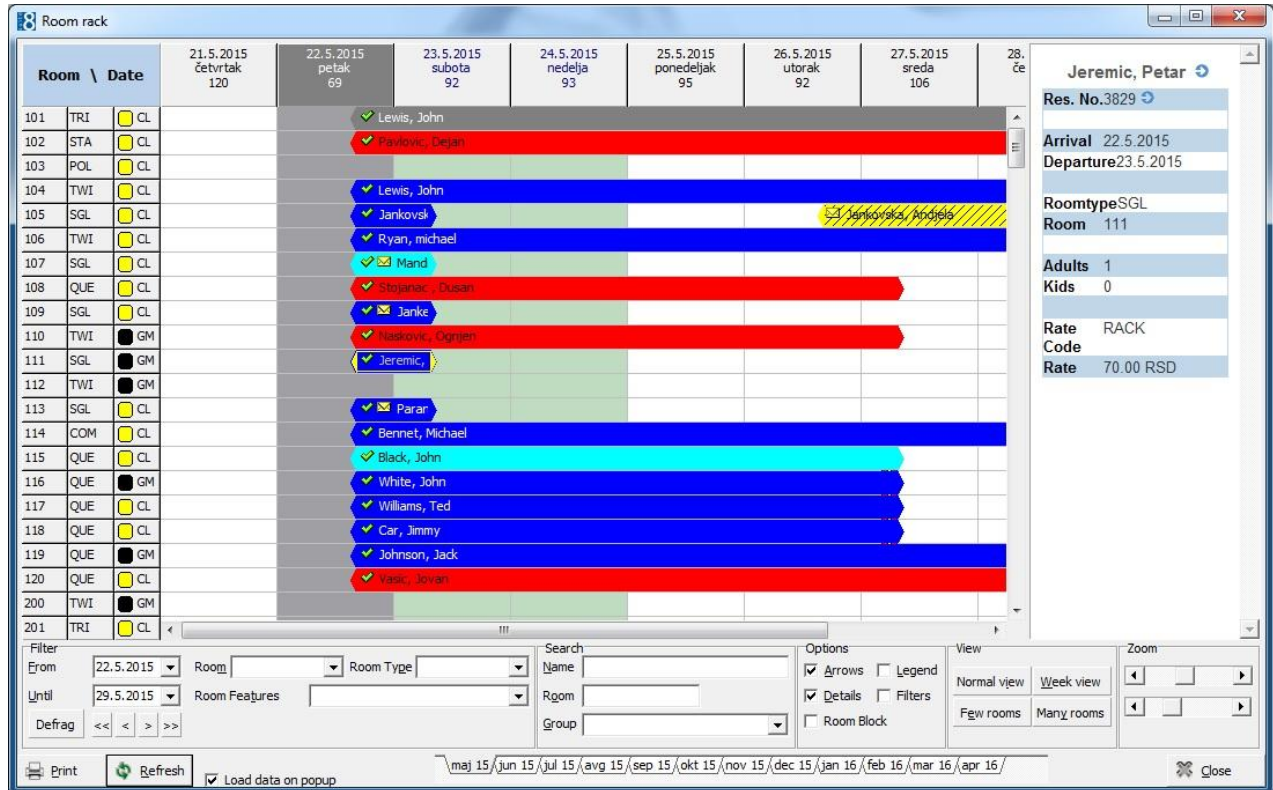 Room rack
Room \ Date
21.5.2015 22.5.2015 23.5.2015 24.5.2015 25.5.2015 26.5.2015 27.5.2015 28.
četvrtak petak subota nedelja ponedeljak utorak sreda če
120 69 92 93 95 92 106
101 TRI CL Lewis, John
102 STA CL Pavlovic, Dejan
103 POL CL
104 TWI CL Lewis, John
105 SGL CL Jankovsk Jankovska, Andjela
106 TWI CL Ryan, michael
107 SGL CL Mand
108 QUE CL Stojanac , Dusan
109 SGL CL Janke
110 TWI GM Naskovic, Ognjen
111 SGL GM Jeremic,
112 TWI GM
113 SGL CL Parar
114 COM CL Bennet, Michael
115 QUE CL Black, John
116 QUE GM White, John
117 QUE CL Williams, Ted
118 QUE CL Car, Jimmy
119 QUE GM Johnson, Jack
120 QUE CL Vasic, Jovan
200 TWI GM
201 TRI CL
Jeremic, Petar
Res. No.3829
Arrival 22.5.2015
Departure23.5.2015
RoomtypeSGL
Room 111
Adults 1
Kids 0
Rate RACK
Code
Rate 70.00 RSD
Filter Search Options View Zoom
From 22.5.2015 Room Room Type Name Arrows Legend Normal view Week view
Until 29.5.2015 Room Features Room Details Filters
Defrag << < > >> Group Room Block Few rooms Many rooms
Print Refresh Load data on popup maj 15 jun 15 jul 15 avg 15 sep 15 okt 15 nov 15 dec 15 jan 16 feb 16 mar 16 apr 16 Close